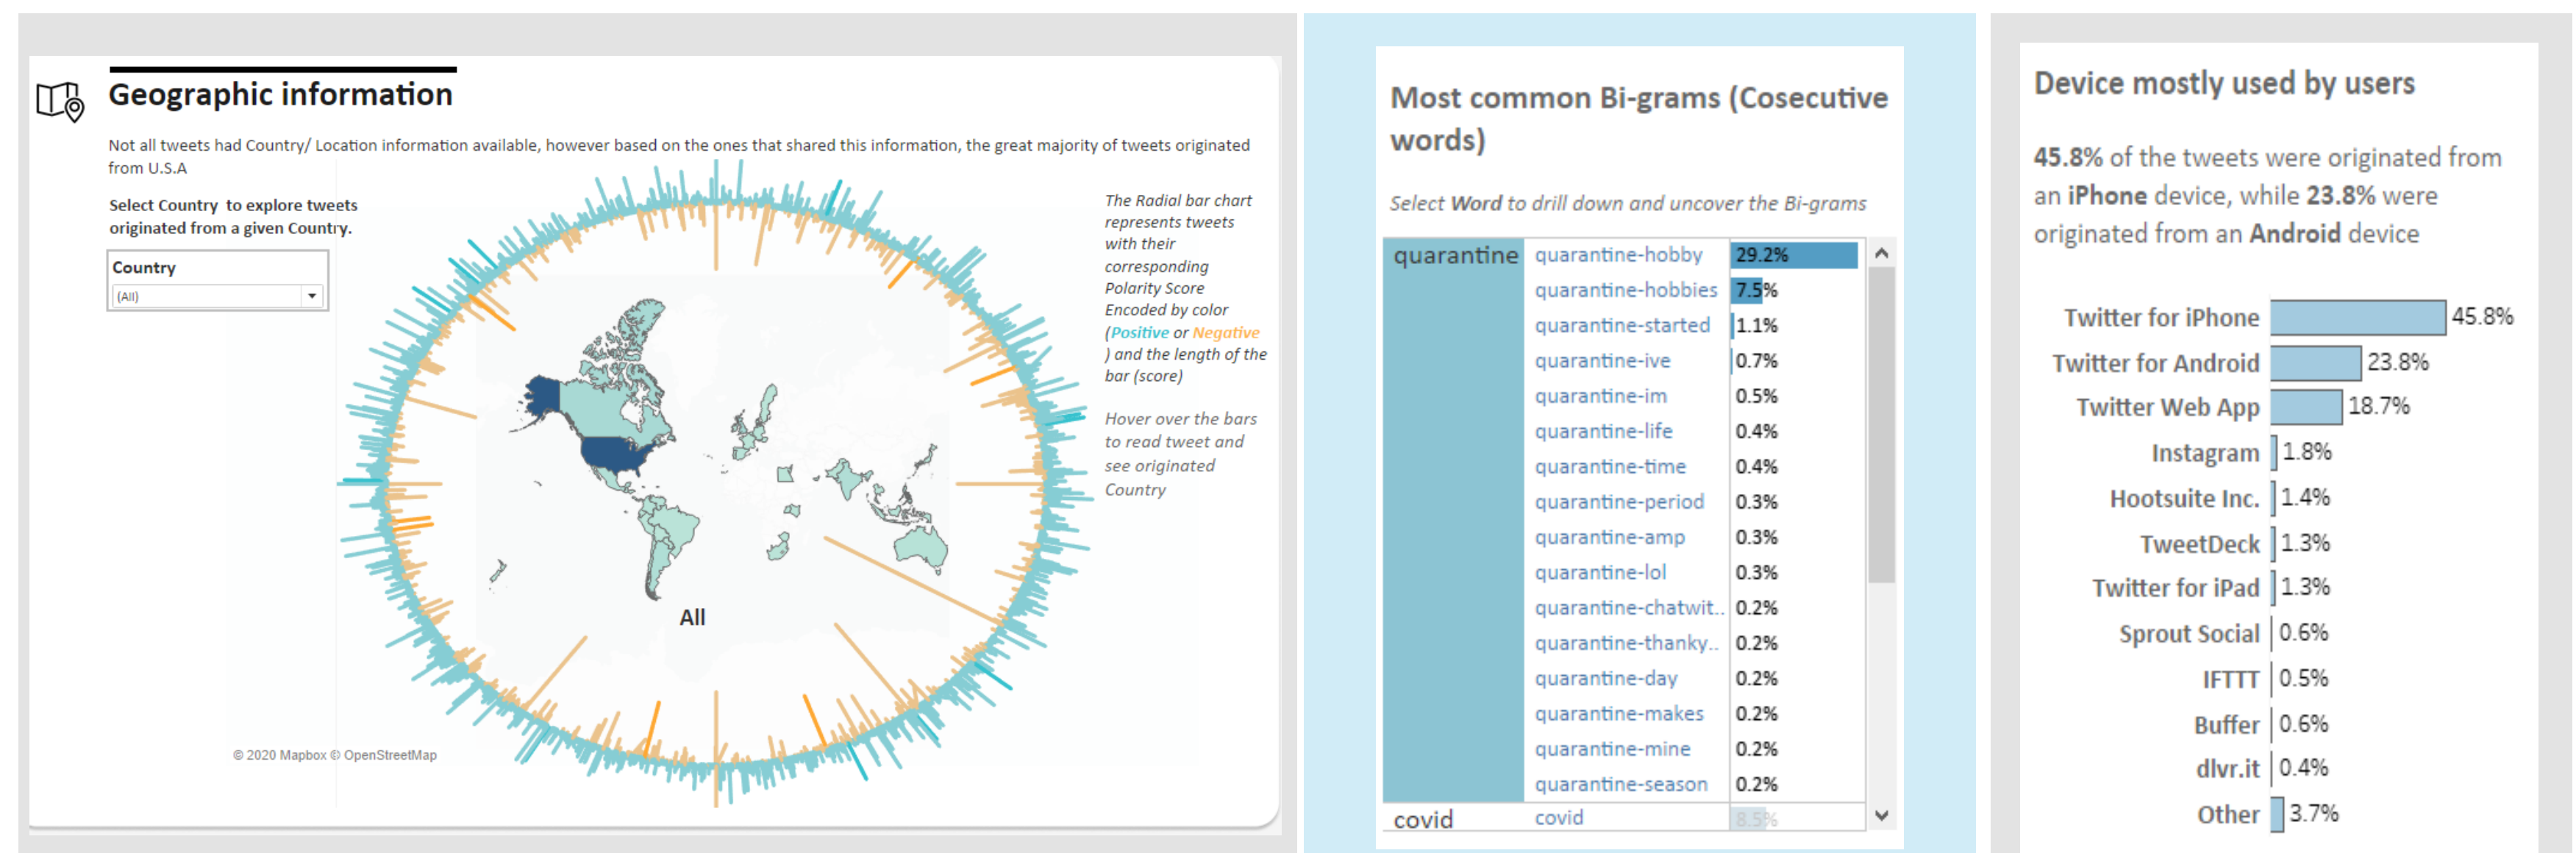 Geographic information
Not all tweets had Country/ Location information available, however based on the ones that shared this information, the great majority of tweets originated
from U.S.A
Select Country  to explore tweets
originated from a given Country.
Country
(All)
The Radial bar chart
represents tweets
with their
corresponding
Polarity Score
Encoded by color
(Positive or Negative
) and the length of the
bar (score)
Hover over the bars
to read tweet and
see originated
Country
All
© 2020 Mapbox © OpenStreetMap
Most common Bi-grams (Cosecutive
words)
Select Word to drill down and uncover the Bi-grams
quarantine quarantine-hobby 29.2%
quarantine-hobbies 7.5%
quarantine-started 1.1%
quarantine-ive 0.7%
quarantine-im 0.5%
quarantine-life 0.4%
quarantine-time 0.4%
quarantine-period 0.3%
quarantine-amp 0.3%
quarantine-lol 0.3%
quarantine-chatwit.. 0.2%
quarantine-thanky.. 0.2%
quarantine-day 0.2%
quarantine-makes 0.2%
quarantine-mine 0.2%
quarantine-season 0.2%
covid covid 8.5%
Device mostly used by users
45.8% of the tweets were originated from
an iPhone device, while 23.8% were
originated from an Android device
Twitter for iPhone 45.8%
Twitter for Android 23.8%
Twitter Web App 18.7%
Instagram 1.8%
Hootsuite Inc. 1.4%
TweetDeck 1.3%
Twitter for iPad 1.3%
Sprout Social 0.6%
IFTTT 0.5%
Buffer 0.6%
dlvr.it 0.4%
Other 3.7%